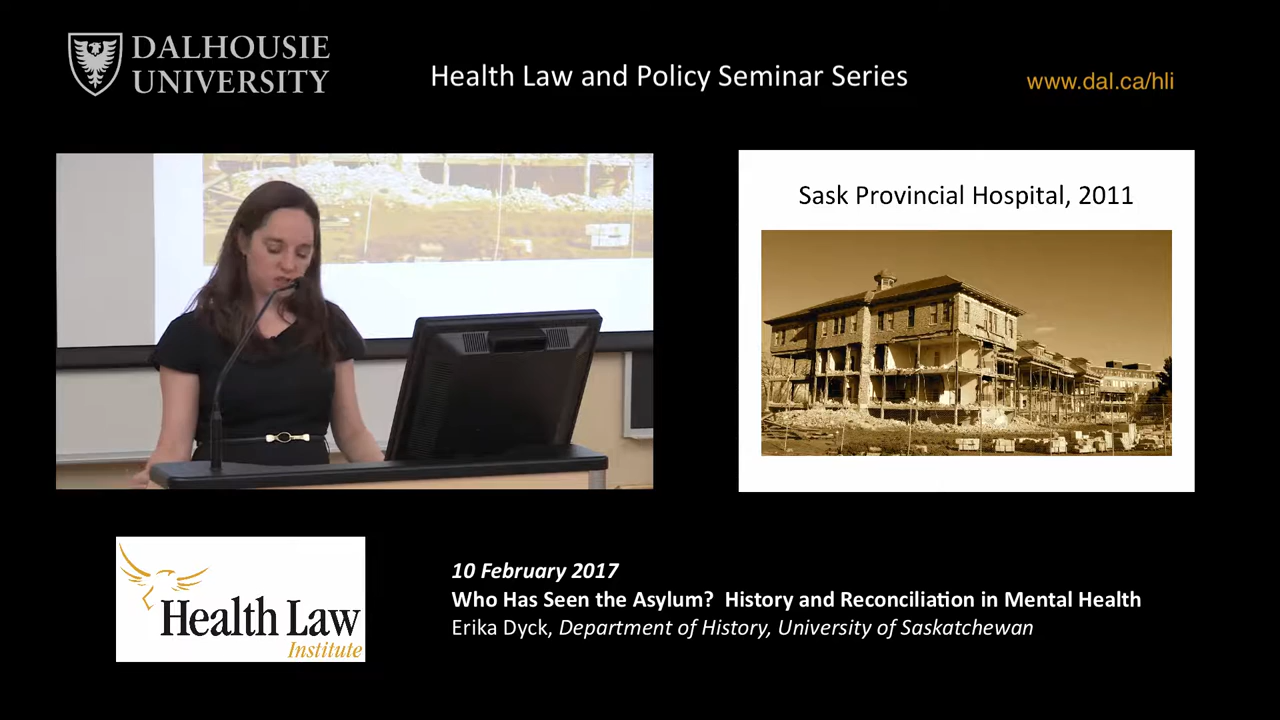 DALHOUSIE
UNIVERSITY
Health Law and Policy Seminar Series
www.dal.ca/hli
Sask Provincial Hospital, 2011
Health Law
Institute
10 February 2017
Who Has Seen the Asylum?  History and Reconciliation in Mental Health
Erika Dyck, Department of History, University of Saskatchewan